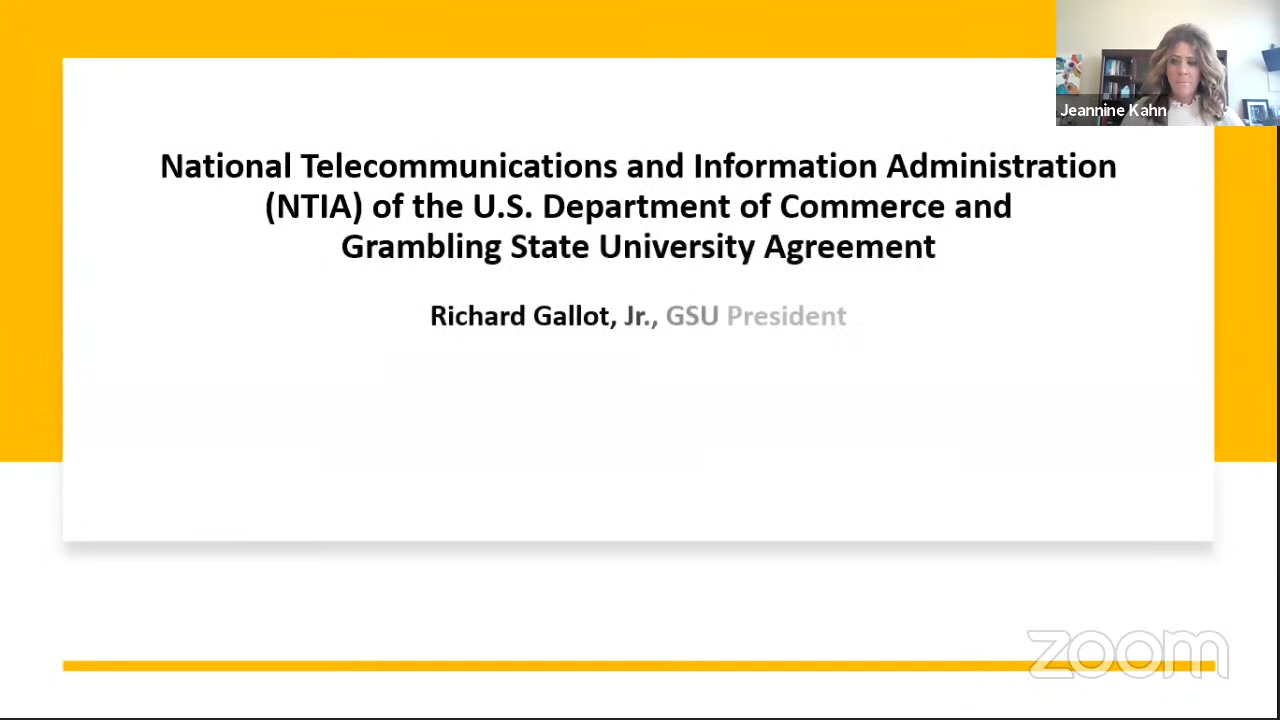 Jeannine Kahn
National Telecommunications and Information Administration
(NTIA) of the U.S. Department of Commerce and
Grambling State University Agreement
Richard Gallot, Jr., GSU President
zoom